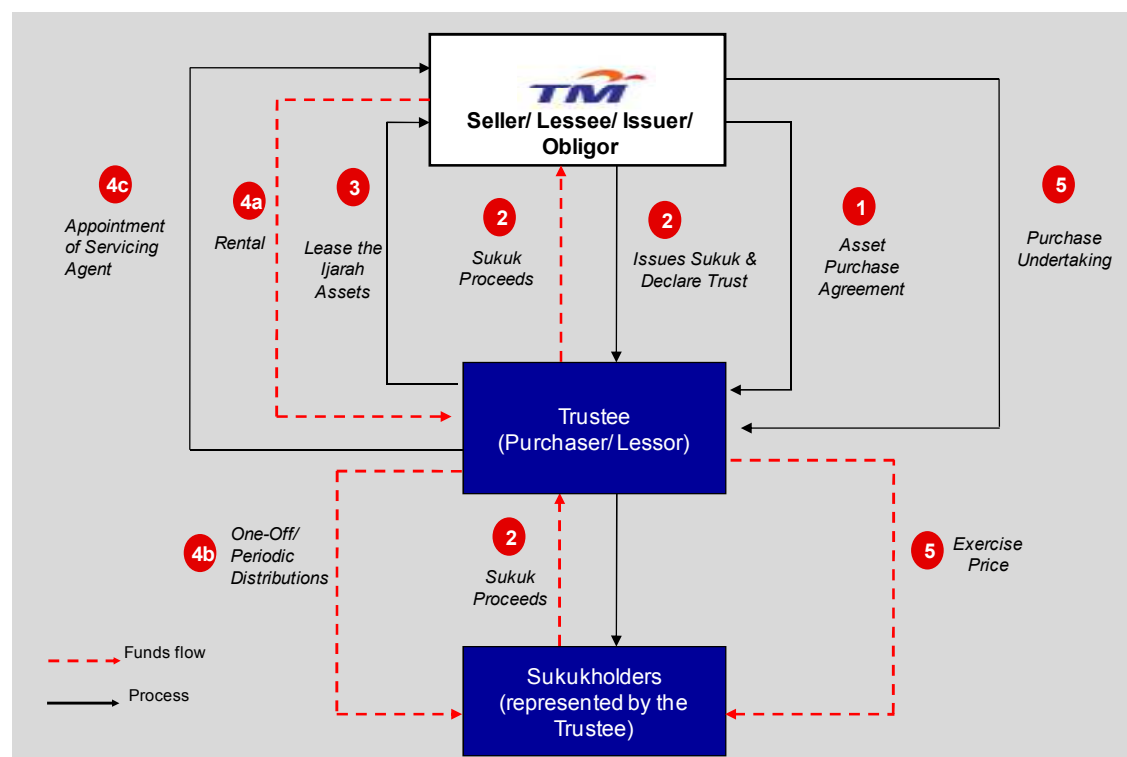 TM
Seller/ Lessee/ Issuer/
Obligor
4c
Appointment
of Servicing
Agent
4a
Rental
3
Lease the
Ijarah
Assets
2
Sukuk
Proceeds
2
Issues Sukuk &
Declare Trust
1
Asset
Purchase
Agreement
5
Purchase
Undertaking
Trustee
(Purchaser/ Lessor)
4b
One-Off/
Periodic
Distributions
2
Sukuk
Proceeds
5
Exercise
Price
Funds flow
Process
Sukukholders
(represented by the
Trustee)